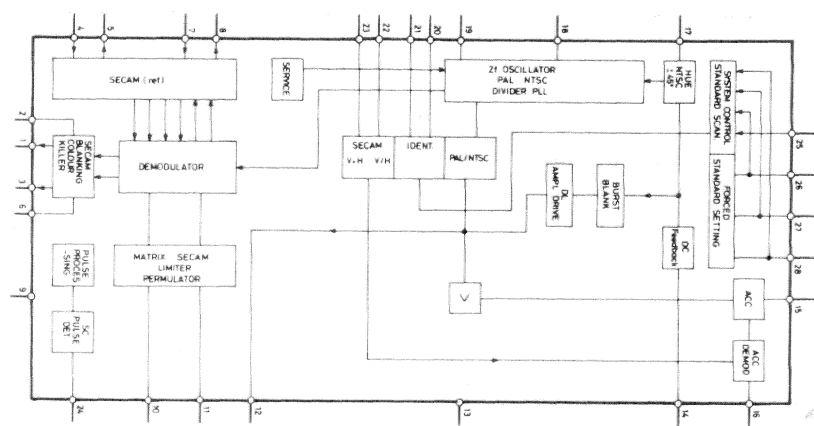 4
5
7
8
23
22
21
20
19
18
17
SECAM (ref)
SERVICE
2f OSCILLATOR
PAL NTSC
DIVIDER PLL
HUE
NTSC
±45°
SYSTEM CONTROL
STANDARD SCAN
2
1
3
6
SECAM
BLANKING
COLOUR
KILLER
DEMODULATOR
SECAM
V+H V/H
IDENT.
PAL/NTSC
DL
AMPL DRIVE
BURST
BLANK
FORCED
STANDARD SETTING
25
26
27
28
PULSE
PROCES
-SING
MATRIX SECAM
LIMITER
PERMULATOR
DC
Feedback
9
SC
PULSE
DET
V
ACC
15
ACC
DEMOD
24
10
11
12
13
14
16